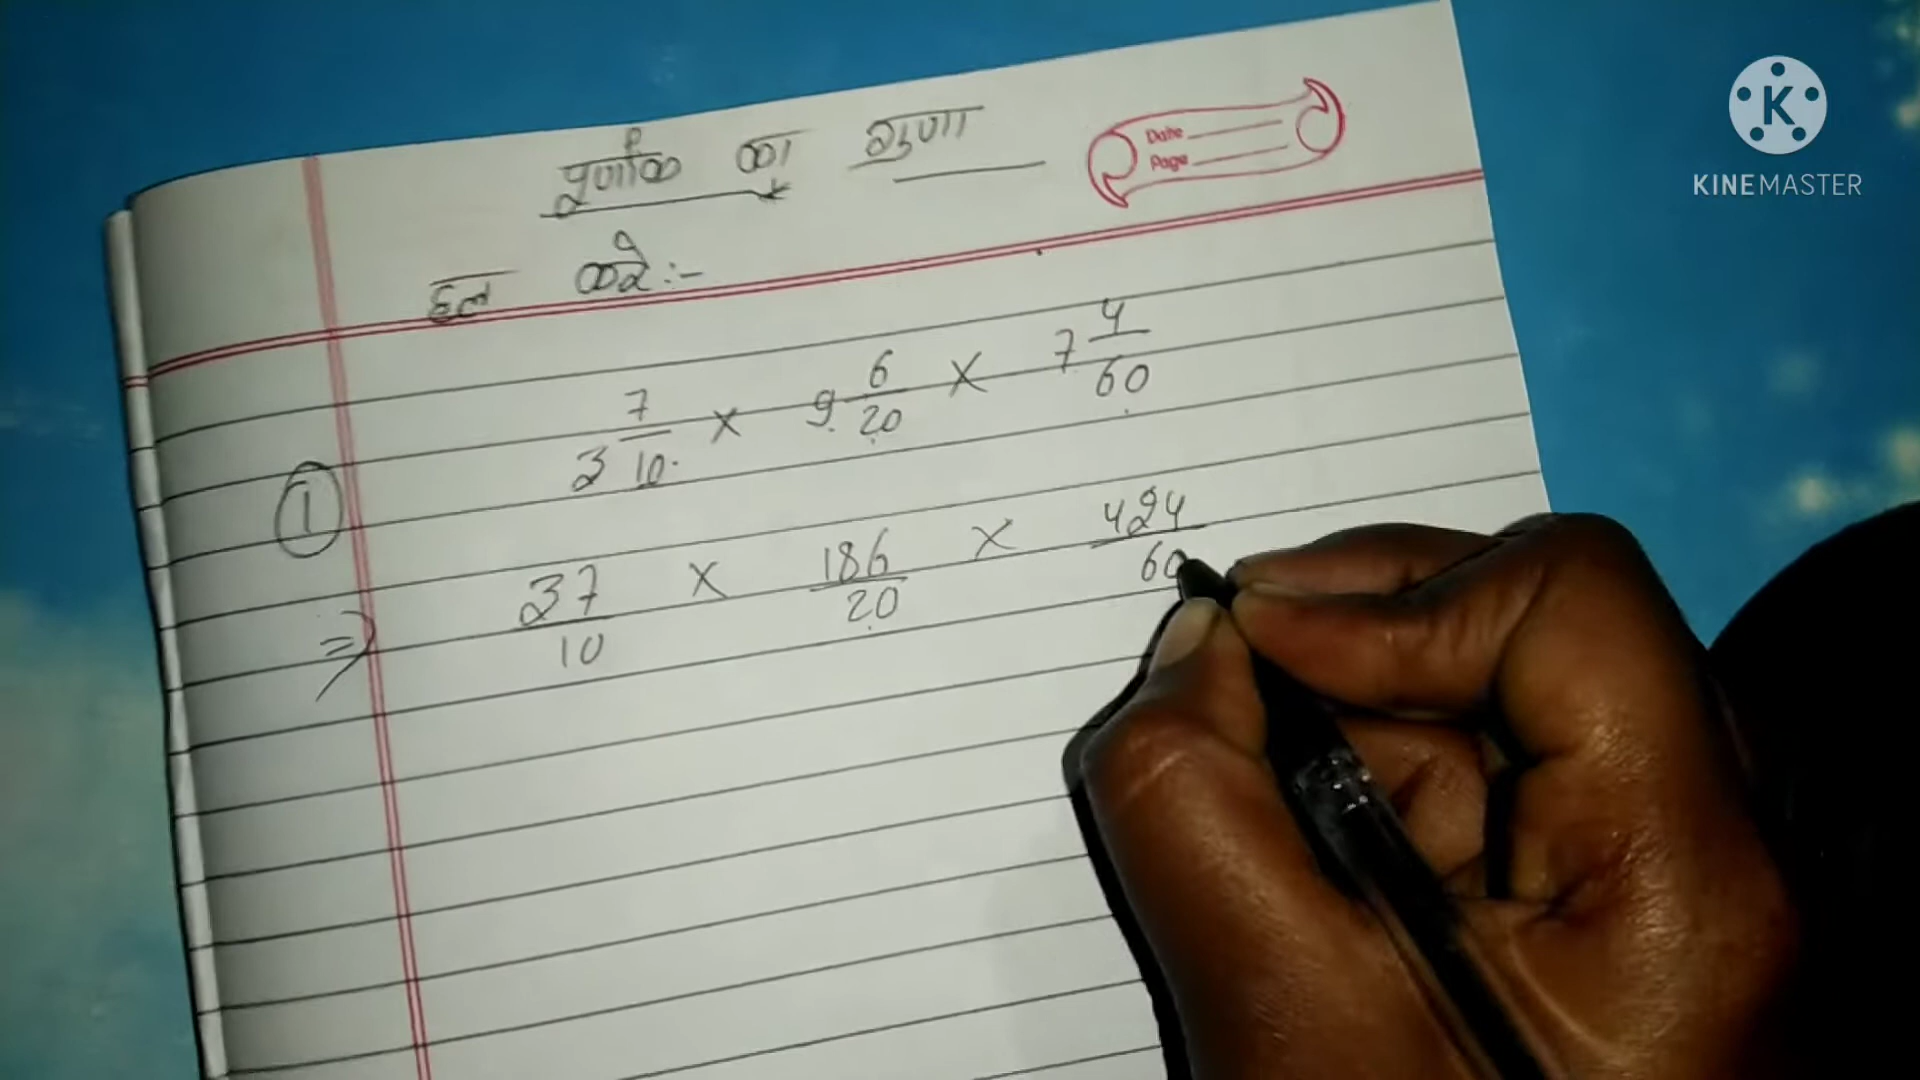 पूर्णांक का गुणा
Date
Page
हल करे:-
① 3 7/10 × 9 6/20 × 7 4/60
⇒ 37/10 × 186/20 × 424/60
K
KINEMASTER